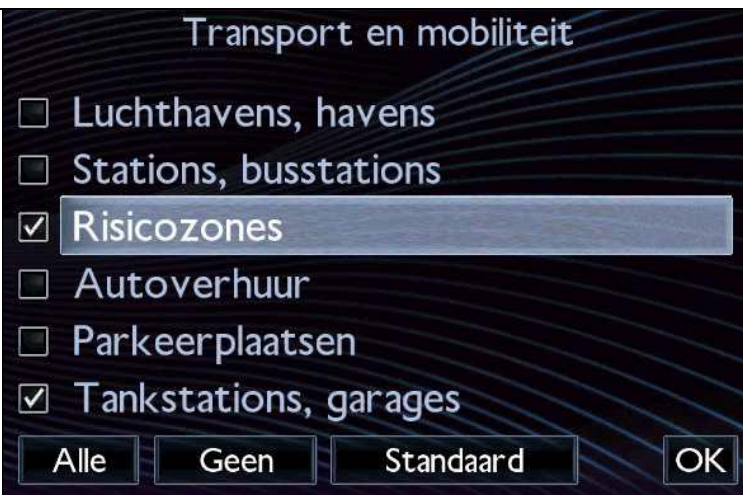 Transport en mobiliteit
Luchthavens, havens
Stations, busstations
Risicozones
Autoverhuur
Parkeerplaatsen
Tankstations, garages
Alle Geen Standaard OK